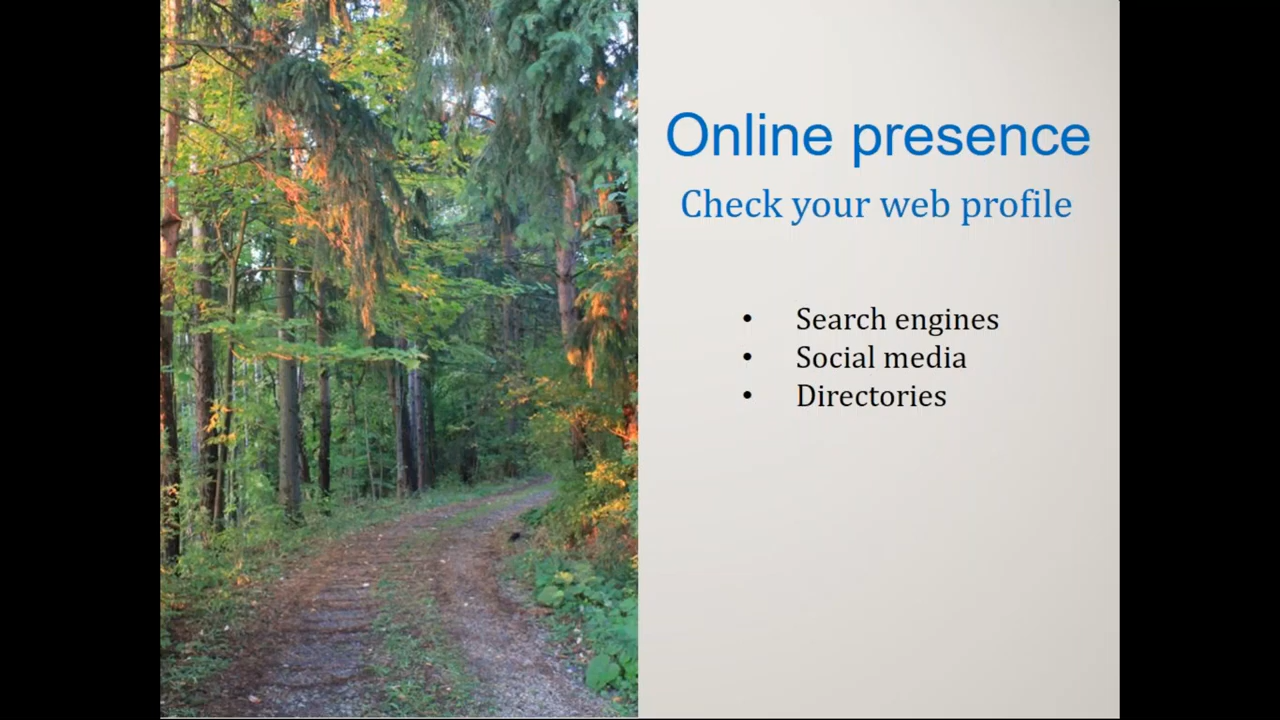 Online presence
Check your web profile
• Search engines
• Social media
• Directories